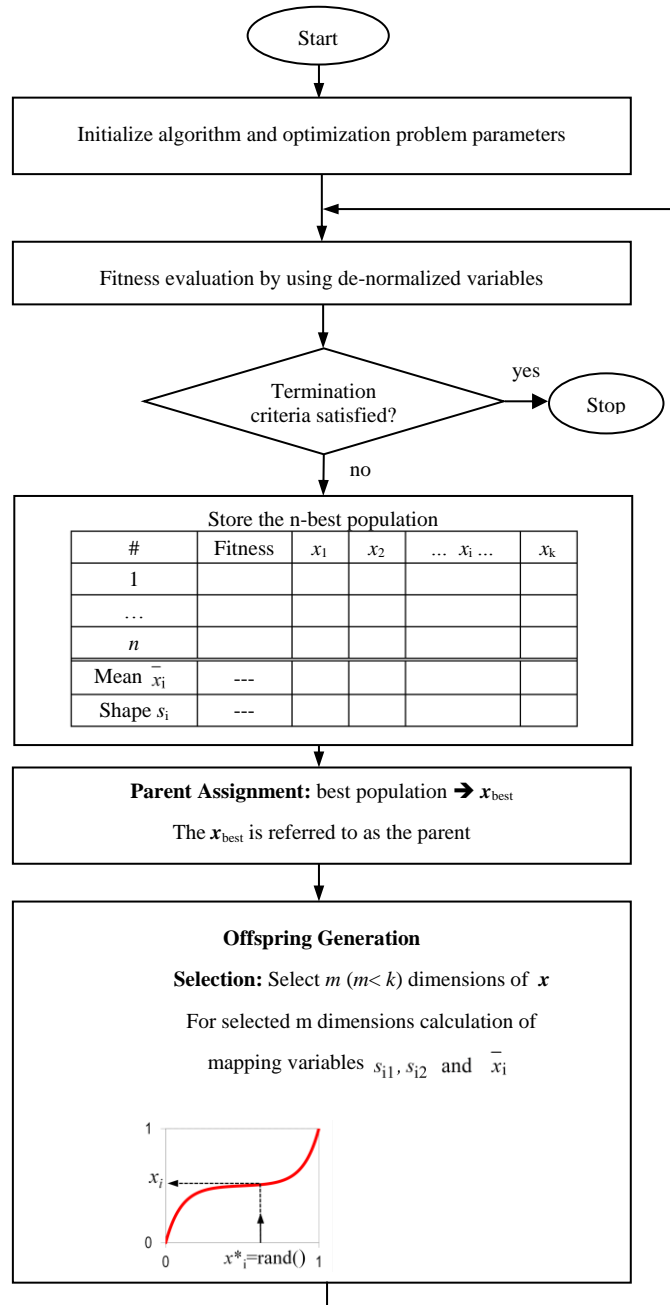 Start
Initialize algorithm and optimization problem parameters
Fitness evaluation by using de-normalized variables
Termination
criteria satisfied?
yes
Stop
no
Store the n-best population
# Fitness x₁ x₂ ... xᵢ ... xₖ
1
...
n
Mean x̄ᵢ ---
Shape sᵢ ---
Parent Assignment: best population ➔ x_best
The x_best is referred to as the parent
Offspring Generation
Selection: Select m (m< k) dimensions of x
For selected m dimensions calculation of
mapping variables sᵢ₁, sᵢ₂ and x̄ᵢ
1
xᵢ
0
0 x*ᵢ=rand() 1